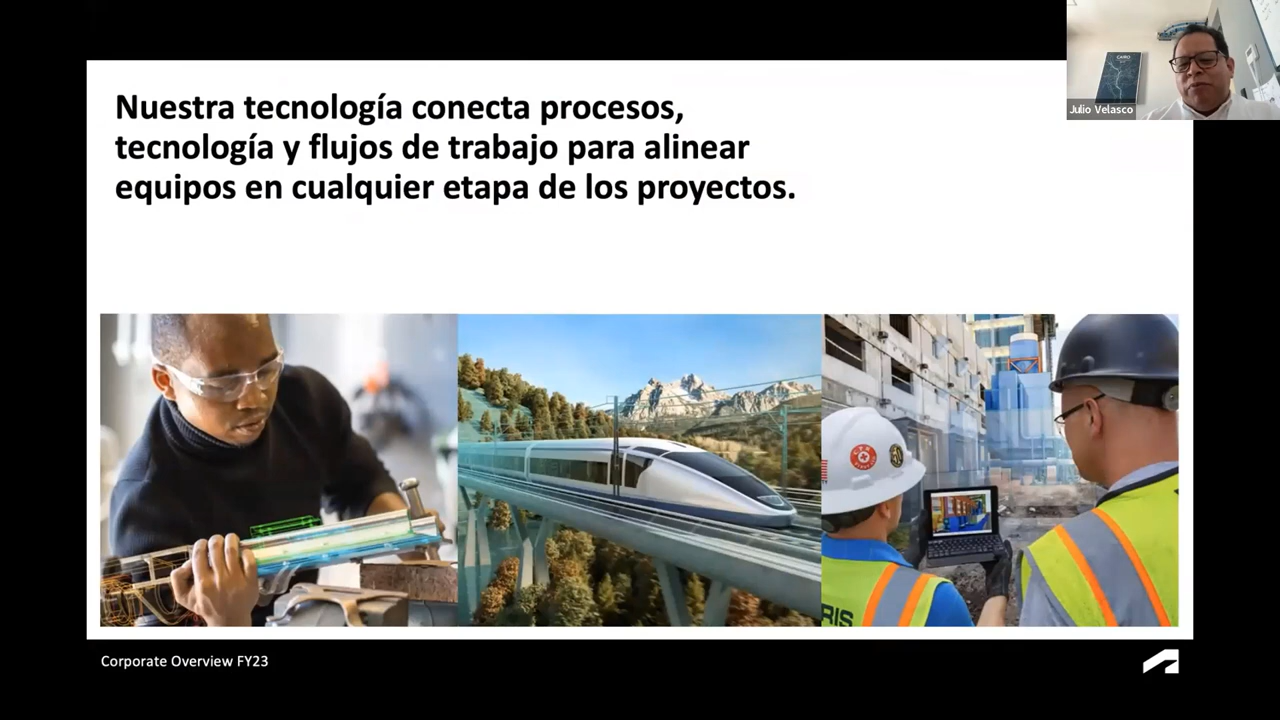 Julio Velasco
Nuestra tecnología conecta procesos,
tecnología y flujos de trabajo para alinear
equipos en cualquier etapa de los proyectos.
RIS
Corporate Overview FY23